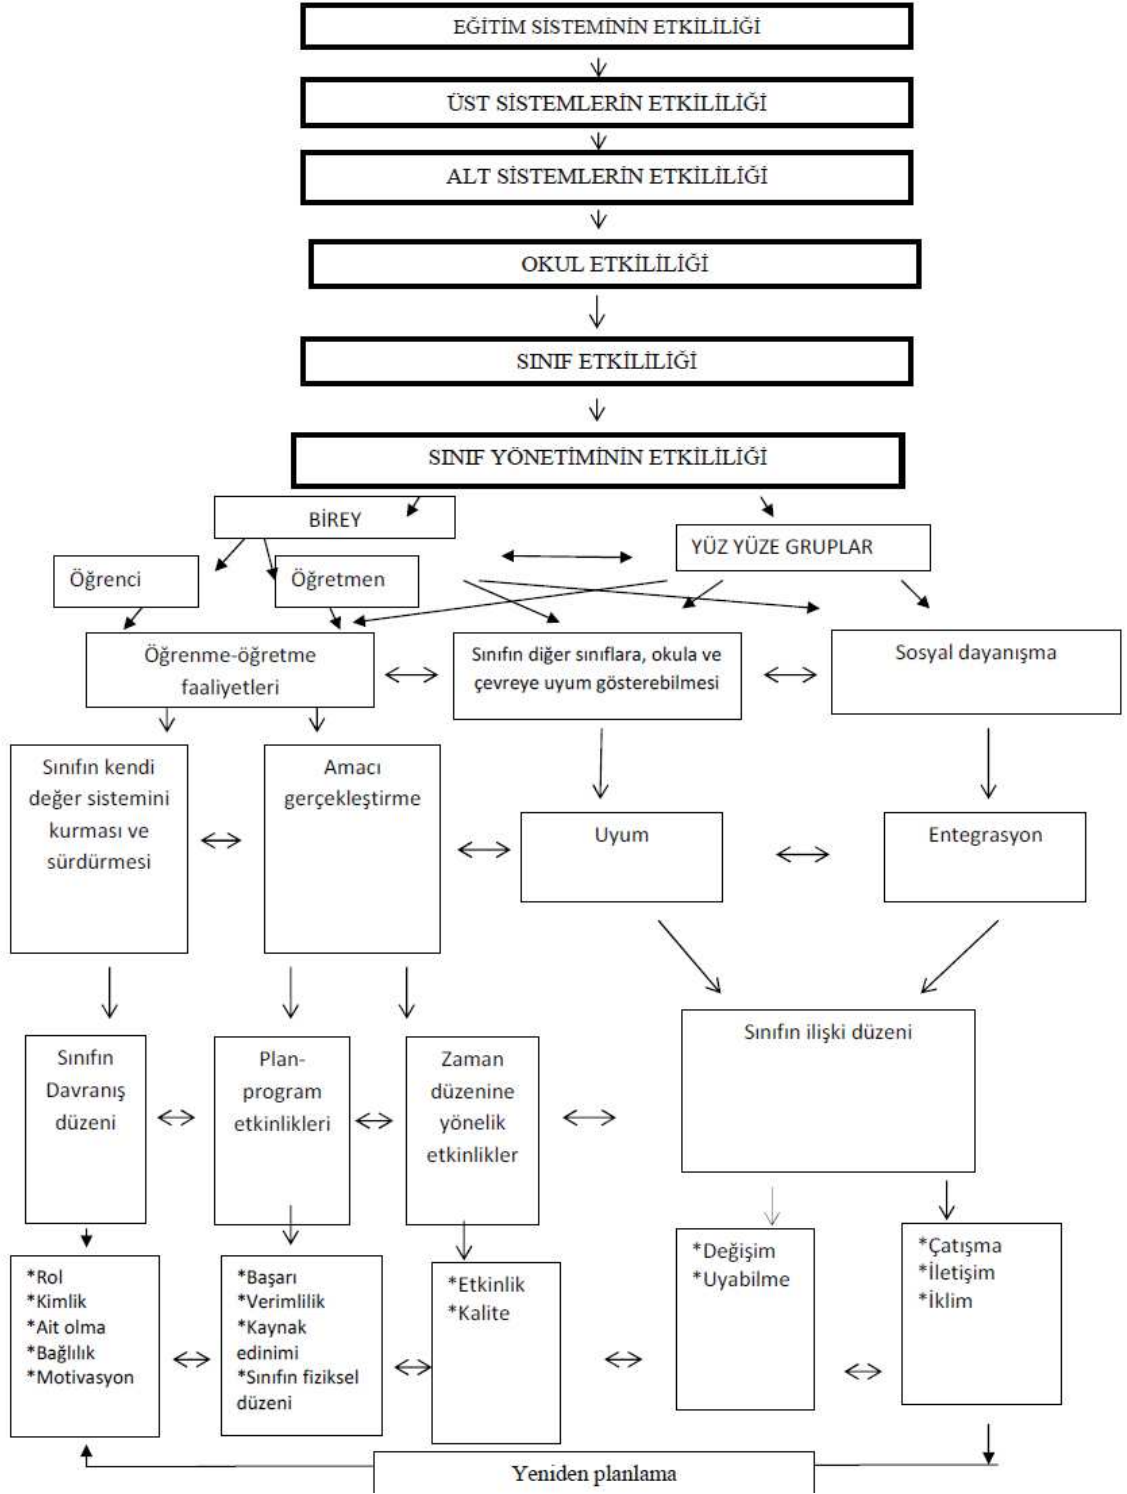 EĞİTİM SİSTEMİNİN ETKİLİLİĞİ
ÜST SİSTEMLERİN ETKİLİLİĞİ
ALT SİSTEMLERİN ETKİLİLİĞİ
OKUL ETKİLİLİĞİ
SINIF ETKİLİLİĞİ
SINIF YÖNETİMİNİN ETKİLİLİĞİ
BİREY
YÜZ YÜZE GRUPLAR
Öğrenci
Öğretmen
Öğrenme-öğretme
faaliyetleri
Sınıfın diğer sınıflara, okula ve
çevreye uyum gösterebilmesi
Sosyal dayanışma
Sınıfın kendi
değer sistemini
kurması ve
sürdürmesi
Amacı
gerçekleştirme
Uyum
Entegrasyon
Sınıfın
Davranış
düzeni
Plan-
program
etkinlikleri
Zaman
düzenine
yönelik
etkinlikler
Sınıfın ilişki düzeni
*Rol
*Kimlik
*Ait olma
*Bağlılık
*Motivasyon
*Başarı
*Verimlilik
*Kaynak
edinimi
*Sınıfın fiziksel
düzeni
*Etkinlik
*Kalite
*Değişim
*Uyabilme
*Çatışma
*İletişim
*İklim
Yeniden planlama